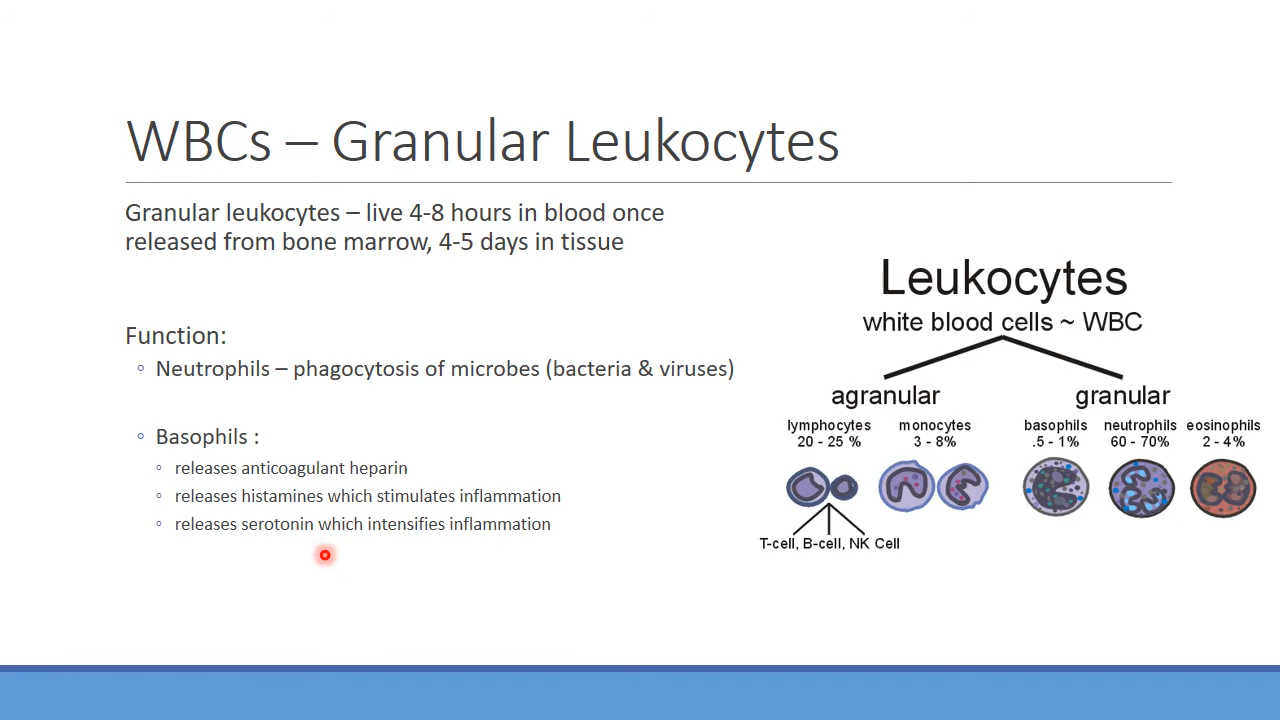 WBCs – Granular Leukocytes
Granular leukocytes – live 4-8 hours in blood once
released from bone marrow, 4-5 days in tissue
Function:
◦ Neutrophils – phagocytosis of microbes (bacteria & viruses)
◦ Basophils :
◦ releases anticoagulant heparin
◦ releases histamines which stimulates inflammation
◦ releases serotonin which intensifies inflammation
Leukocytes
white blood cells ~ WBC
agranular granular
lymphocytes monocytes basophils neutrophils eosinophils
20 - 25 % 3 - 8% .5 - 1% 60 - 70% 2 - 4%
T-cell, B-cell, NK Cell